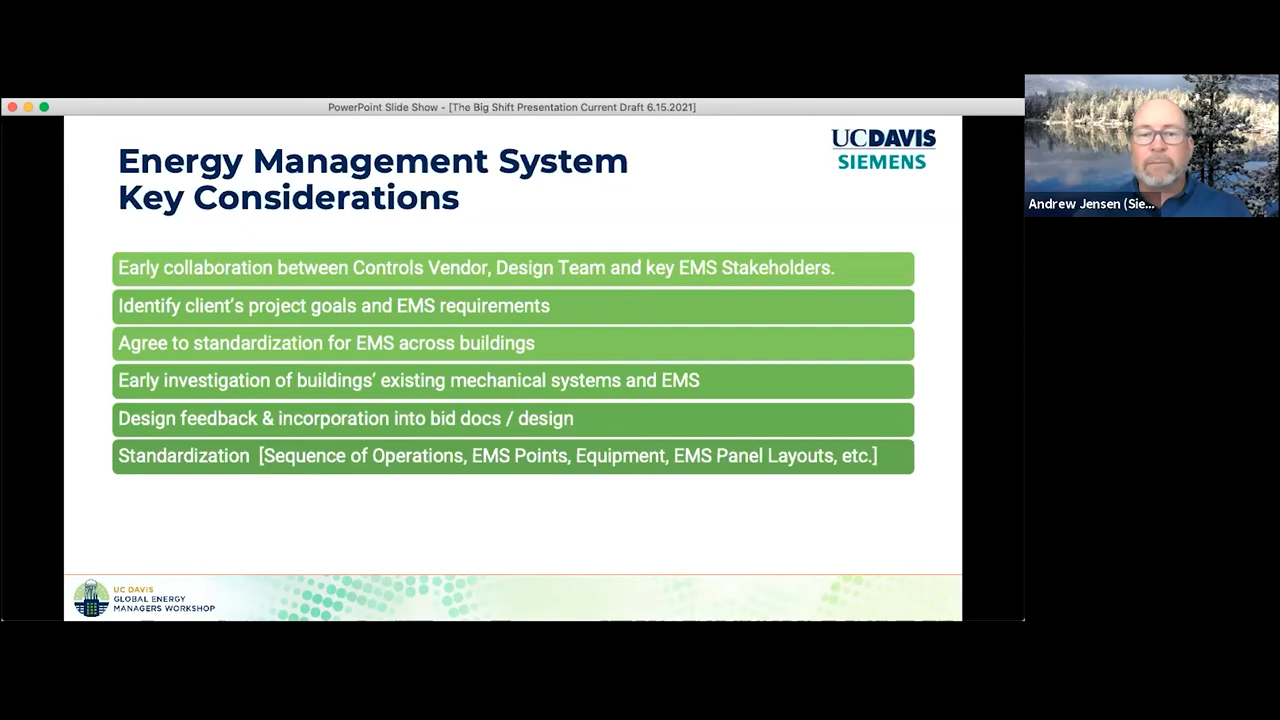 PowerPoint Slide Show - [The Big Shift Presentation Current Draft 6.15.2021]
Energy Management System
Key Considerations
UCDAVIS
SIEMENS
Early collaboration between Controls Vendor, Design Team and key EMS Stakeholders.
Identify client's project goals and EMS requirements
Agree to standardization for EMS across buildings
Early investigation of buildings' existing mechanical systems and EMS
Design feedback & incorporation into bid docs / design
Standardization [Sequence of Operations, EMS Points, Equipment, EMS Panel Layouts, etc.]
UC DAVIS
GLOBAL ENERGY
MANAGERS WORKSHOP
Andrew Jensen (Sie...